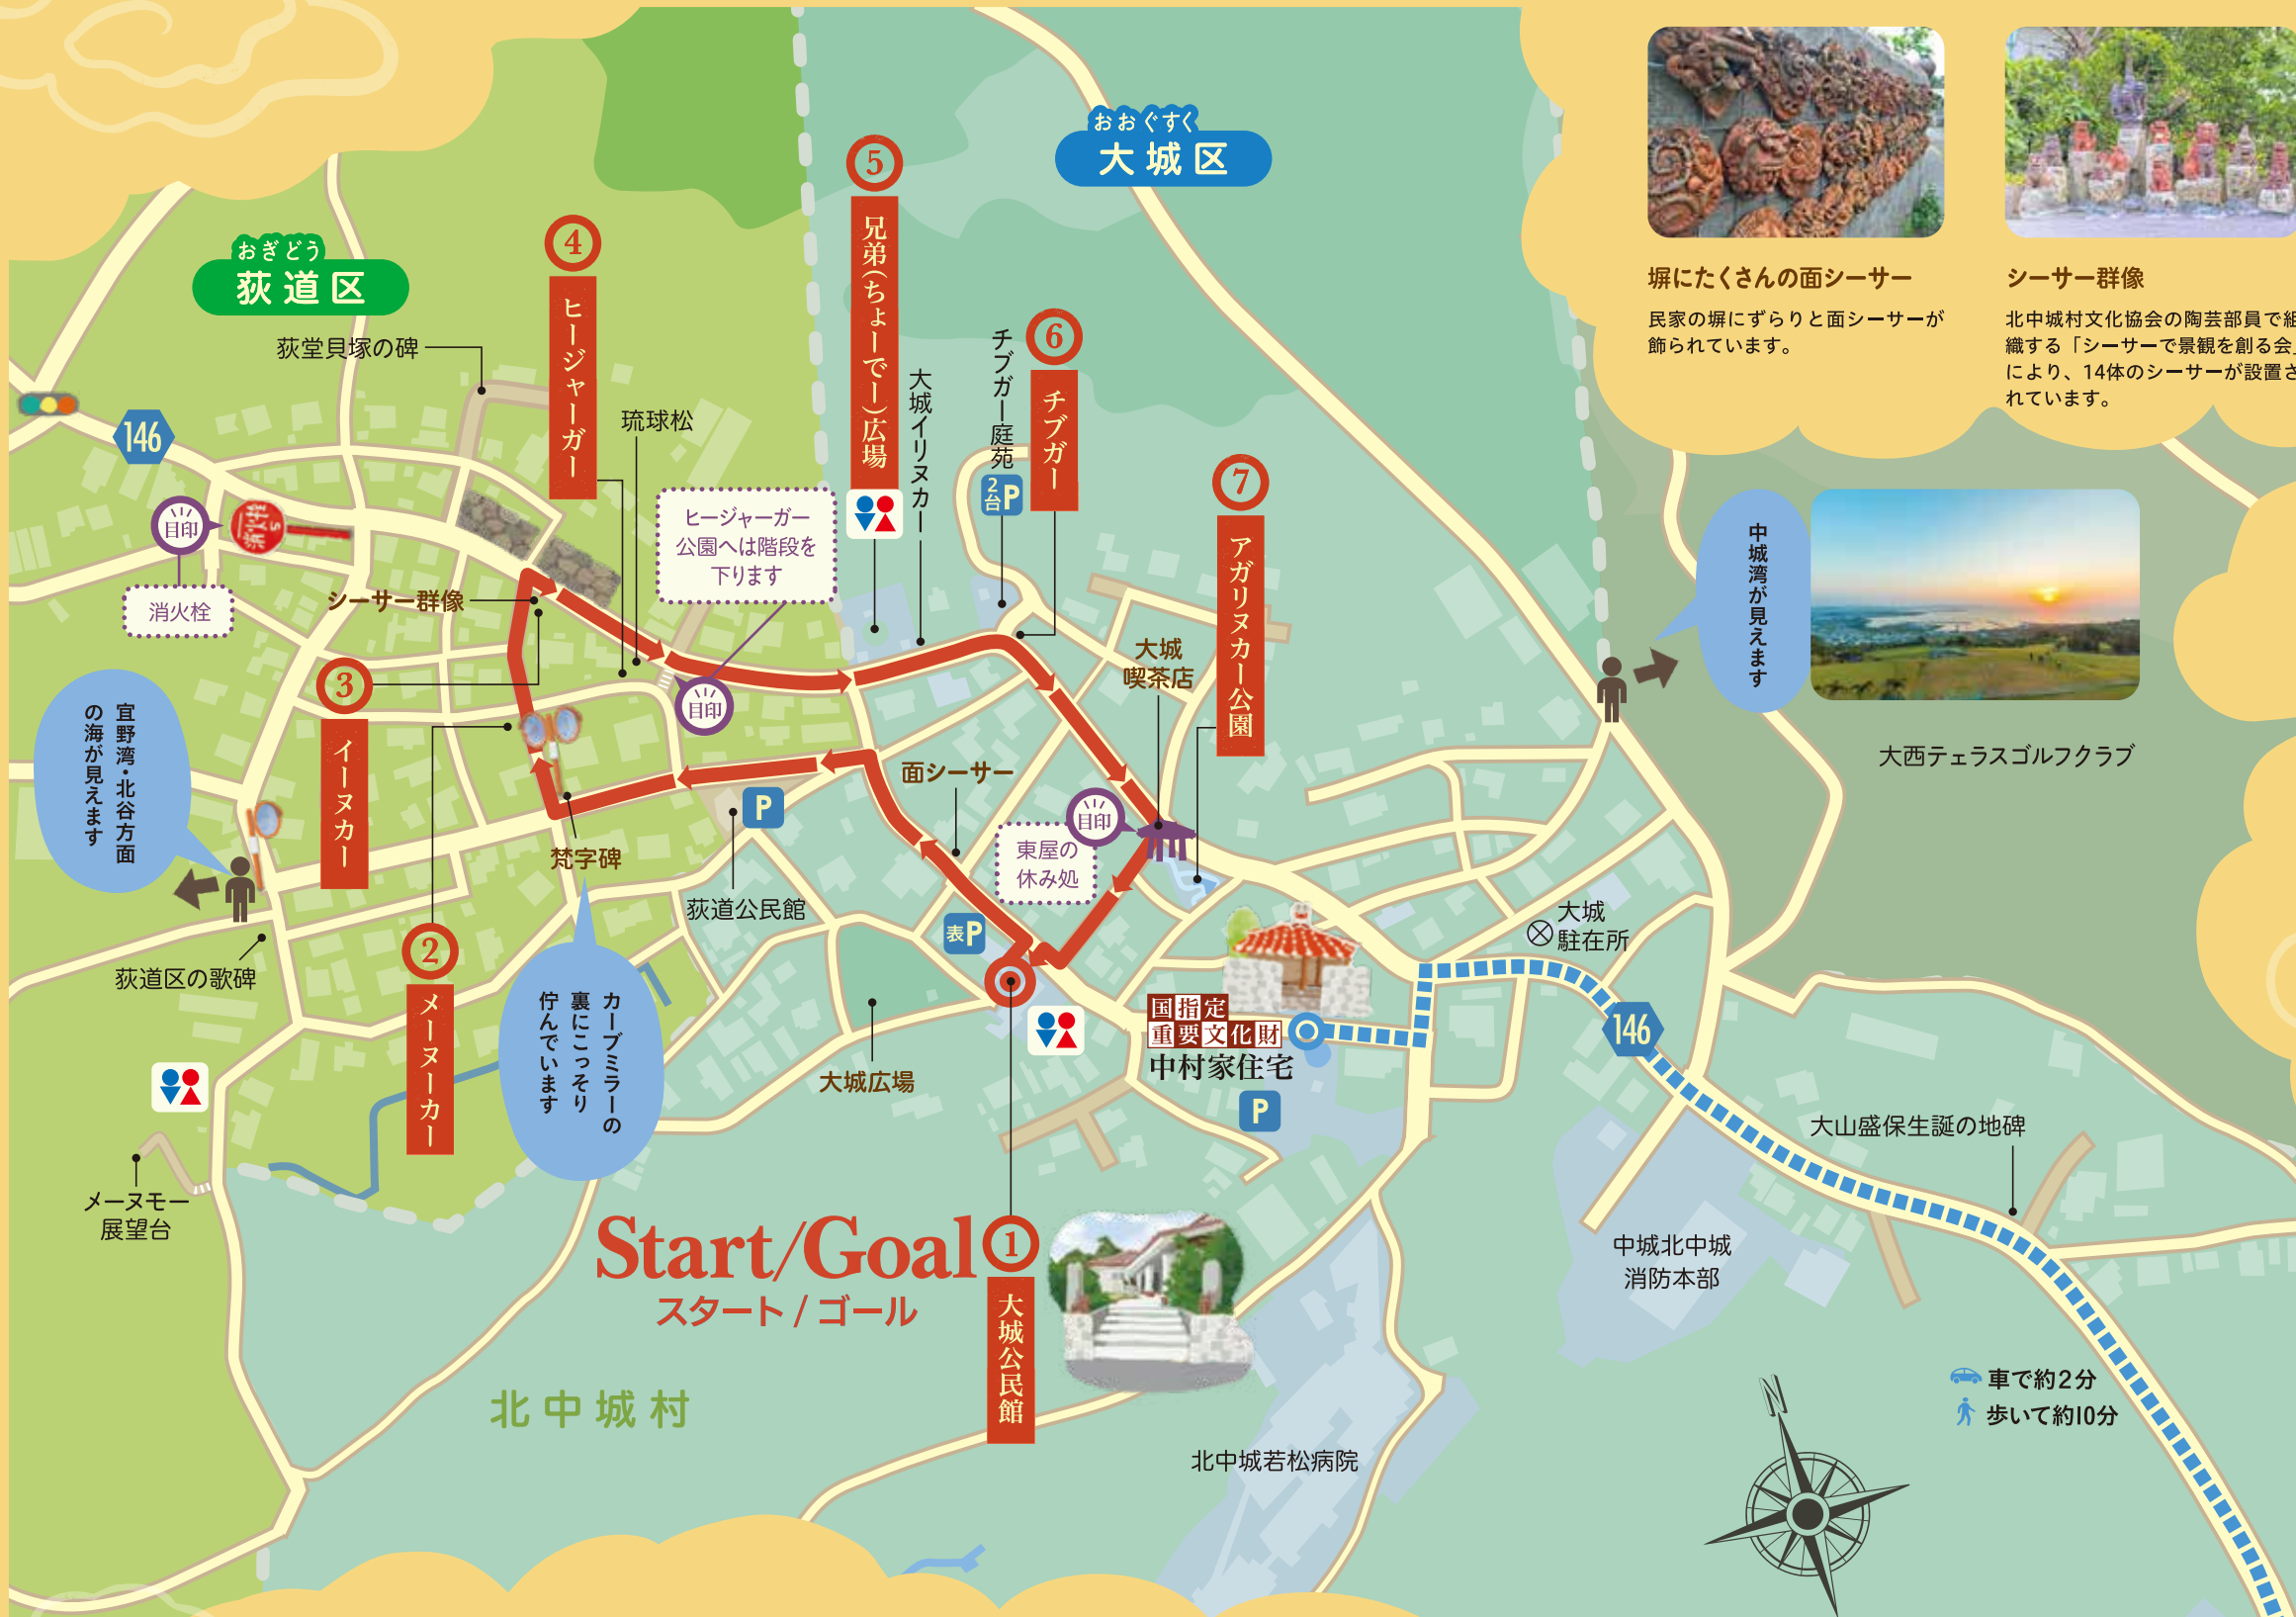 おおぐすく
大城区
おぎどう
荻道区
塀にたくさんの面シーサー
民家の塀にずらりと面シーサーが
飾られています。
シーサー群像
北中城村文化協会の陶芸部員で組
織する「シーサーで景観を創る会」
により、14体のシーサーが設置さ
れています。
5
兄弟(ちょーでー)広場
4
ヒージャーガー
荻堂貝塚の碑
琉球松
146
目印
消火栓
消火栓
シーサー群像
ヒージャーガー
公園へは階段を
下ります
目印
大城イリヌカー
チブガー庭苑
2台P
6
チブガー
7
アガリヌカー公園
大城
喫茶店
中城湾が見えます
大西テェラスゴルフクラブ
3
イーヌカー
宜野湾・北谷方面
の海が見えます
荻道区の歌碑
2
メーヌーカー
梵字碑
カーブミラーの
裏にこっそり
佇んでいます
P
荻道公民館
面シーサー
目印
東屋の
休み処
表P
大城広場
国指定
重要文化財
中村家住宅
P
大城
駐在所
146
大山盛保生誕の地碑
メーヌモー
展望台
Start/Goal
スタート/ゴール
1
大城公民館
中城北中城
消防本部
北中城村
北中城若松病院
車で約2分
歩いて約10分
N